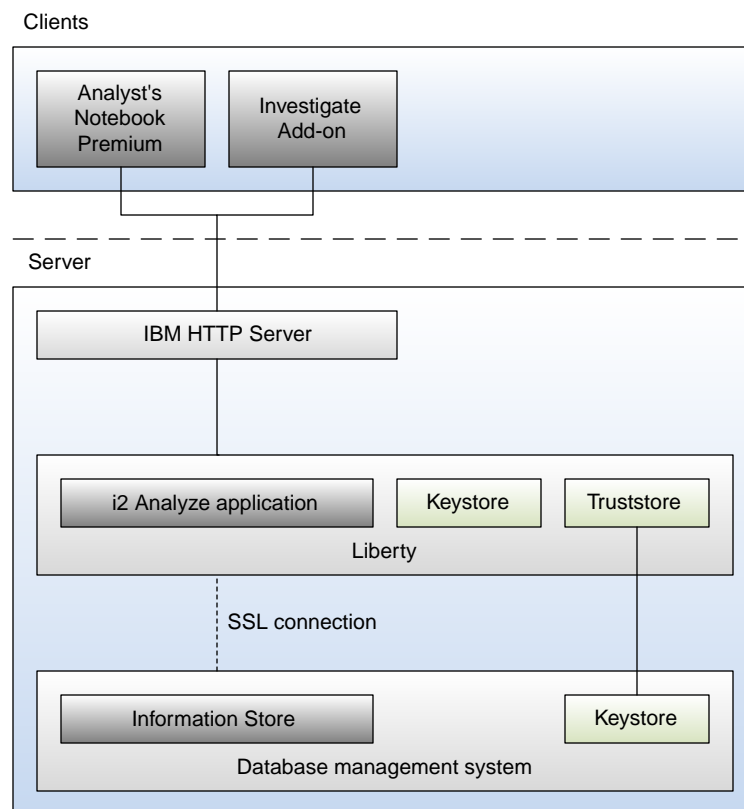 Clients
Analyst's
Notebook
Premium
Investigate
Add-on
Server
IBM HTTP Server
i2 Analyze application
Keystore
Truststore
Liberty
SSL connection
Information Store
Keystore
Database management system